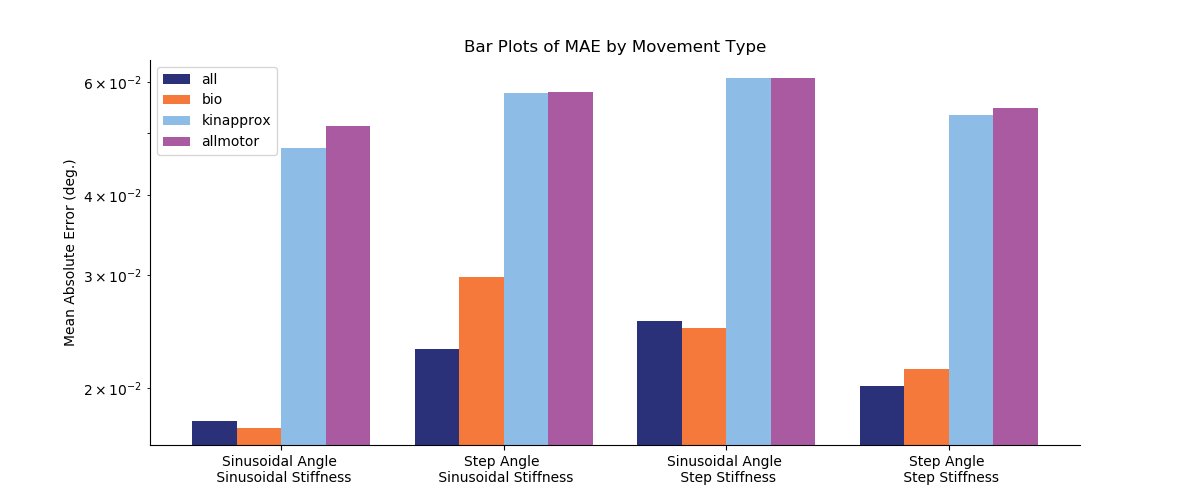 Bar Plots of MAE by Movement Type
Mean Absolute Error (deg.)
6 × 10⁻²
4 × 10⁻²
3 × 10⁻²
2 × 10⁻²
all
bio
kinapprox
allmotor
Sinusoidal Angle
Sinusoidal Stiffness
Step Angle
Sinusoidal Stiffness
Sinusoidal Angle
Step Stiffness
Step Angle
Step Stiffness